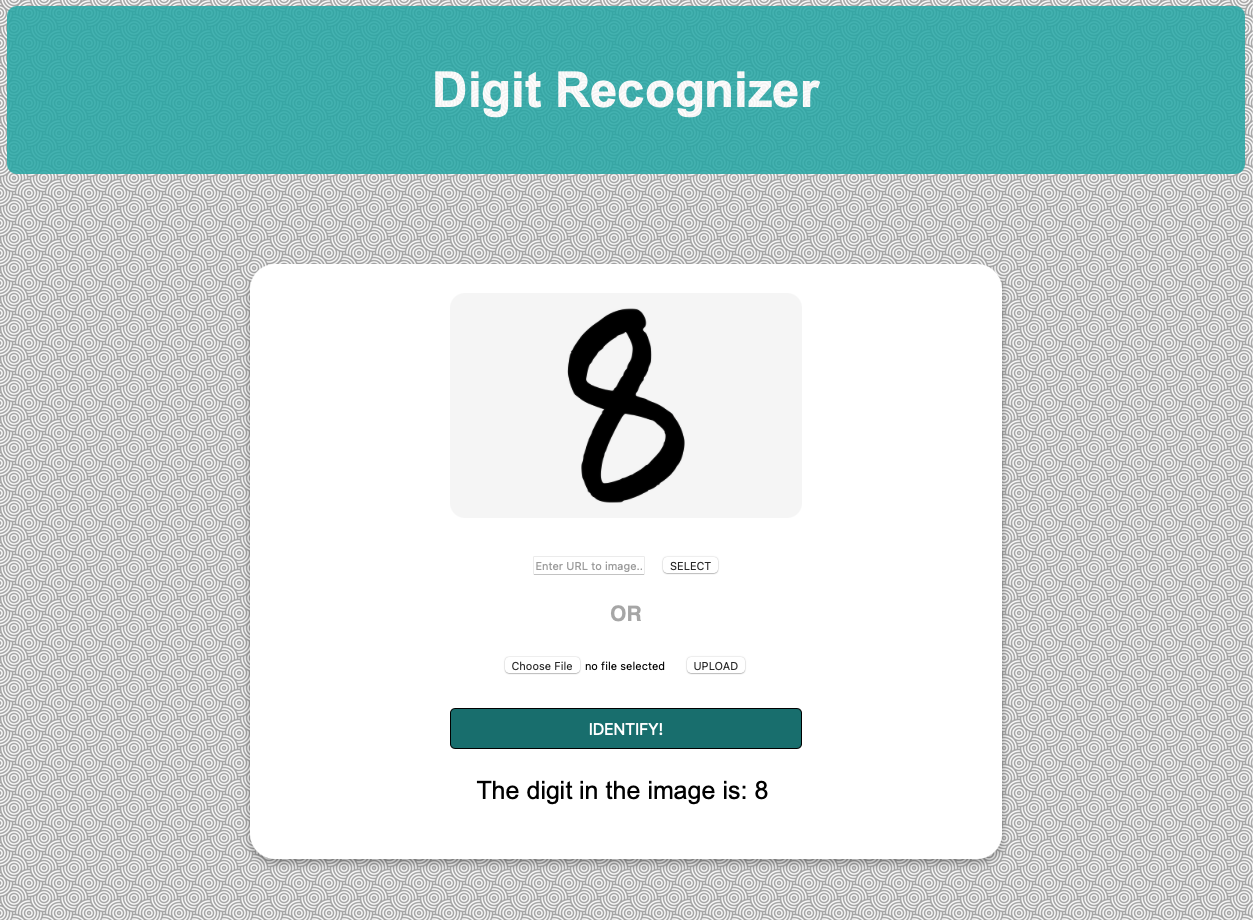 Digit Recognizer
8
Enter URL to image..
SELECT
OR
Choose File no file selected
UPLOAD
IDENTIFY!
The digit in the image is: 8